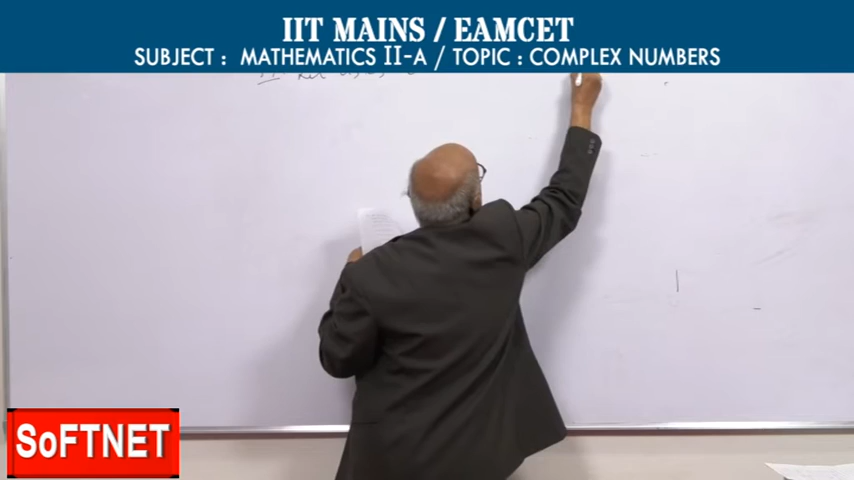 IIT MAINS / EAMCET
SUBJECT : MATHEMATICS II-A / TOPIC : COMPLEX NUMBERS
SoFTNET